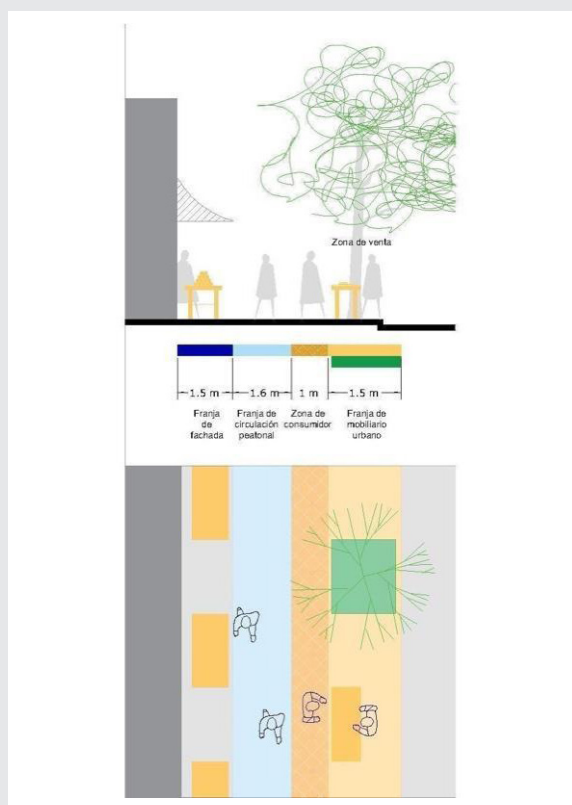 Zona de venta
1.5 m
1.6 m
1 m
1.5 m
Franja
de
fachada
Franja de
circulación
peatonal
Zona de
consumidor
Franja de
mobiliario
urbano